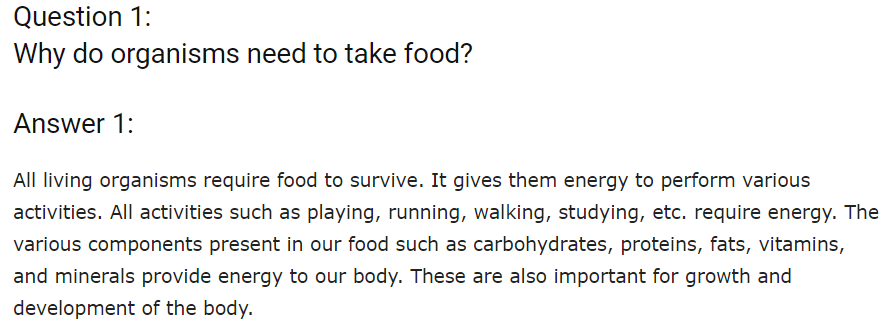 Question 1:
Why do organisms need to take food?
Answer 1:
All living organisms require food to survive. It gives them energy to perform various
activities. All activities such as playing, running, walking, studying, etc. require energy. The
various components present in our food such as carbohydrates, proteins, fats, vitamins,
and minerals provide energy to our body. These are also important for growth and
development of the body.